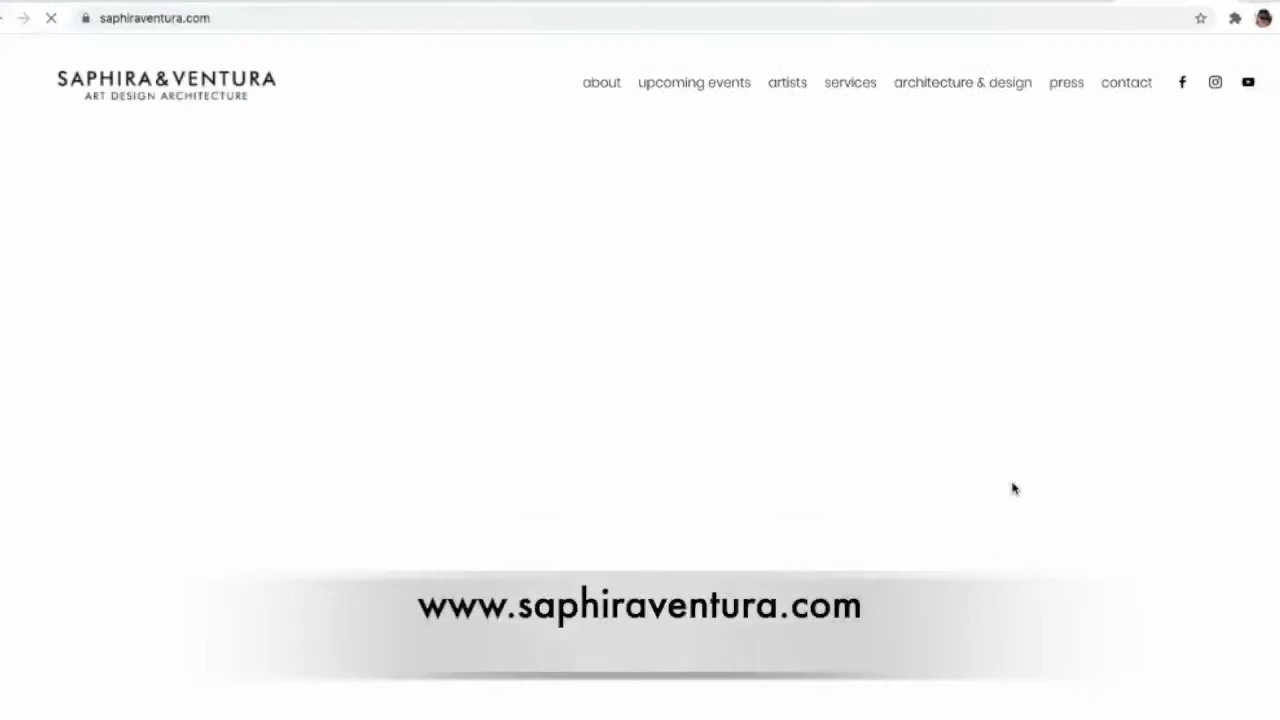 saphiraventura.com
SAPHIRA&VENTURA
ART DESIGN ARCHITECTURE
about upcoming events artists services architecture & design press contact
www.saphiraventura.com